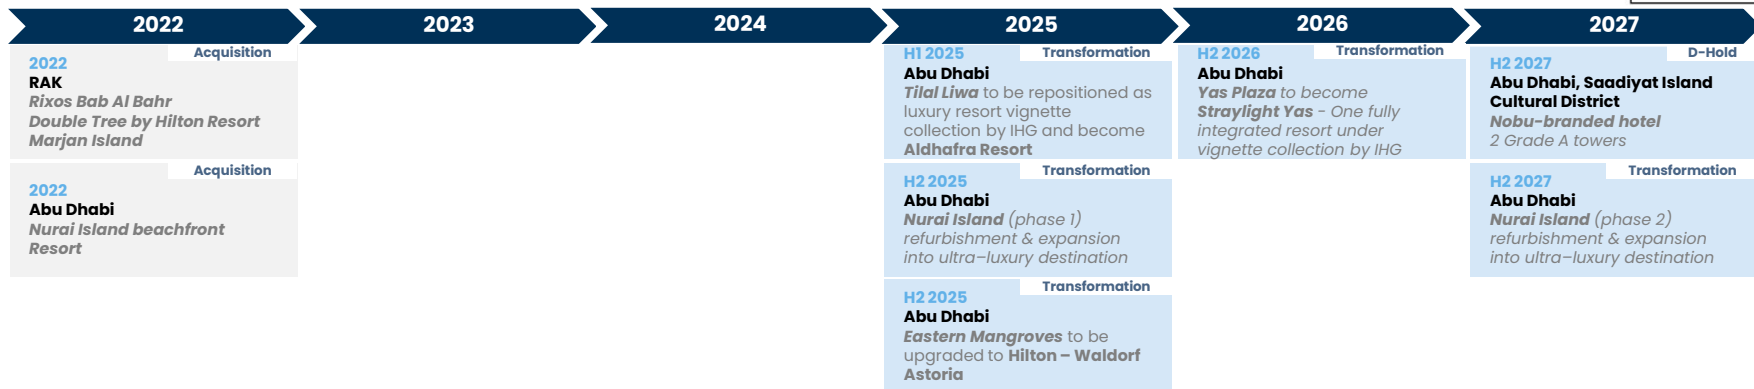 2022
2023
2024
2025
2026
2027
Acquisition
2022
RAK
Rixos Bab Al Bahr
Double Tree by Hilton Resort
Marjan Island
Acquisition
2022
Abu Dhabi
Nurai Island beachfront
Resort
Transformation
H1 2025
Abu Dhabi
Tilal Liwa to be repositioned as
luxury resort vignette
collection by IHG and become
Aldhafra Resort
Transformation
H2 2025
Abu Dhabi
Nurai Island (phase 1)
refurbishment & expansion
into ultra–luxury destination
Transformation
H2 2025
Abu Dhabi
Eastern Mangroves to be
upgraded to Hilton – Waldorf
Astoria
Transformation
H2 2026
Abu Dhabi
Yas Plaza to become
Straylight Yas - One fully
integrated resort under
vignette collection by IHG
D-Hold
H2 2027
Abu Dhabi, Saadiyat Island
Cultural District
Nobu-branded hotel
2 Grade A towers
Transformation
H2 2027
Abu Dhabi
Nurai Island (phase 2)
refurbishment & expansion
into ultra–luxury destination